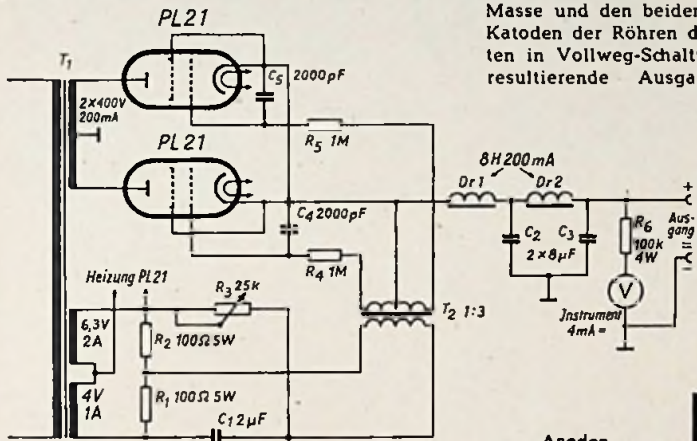 PL21
Masse und den beiden
Katoden der Röhren d
ten in Vollweg-Schalt
resultierende Ausga
T1
2×400V
200mA
C5 2000pF
PL21
R5 1M
8H 200mA
Dr1
Dr2
C4 2000pF
C2
C3
2×8µF
R6
100k
4W
+
Aus-
gang
=
R4 1M
Heizung PL21
R3 25k
T2 1:3
V
Instrument
4mA=
6,3V
2A
R2 100Ω 5W
4V
1A
R1 100Ω 5W
C1 2µF
Anoden